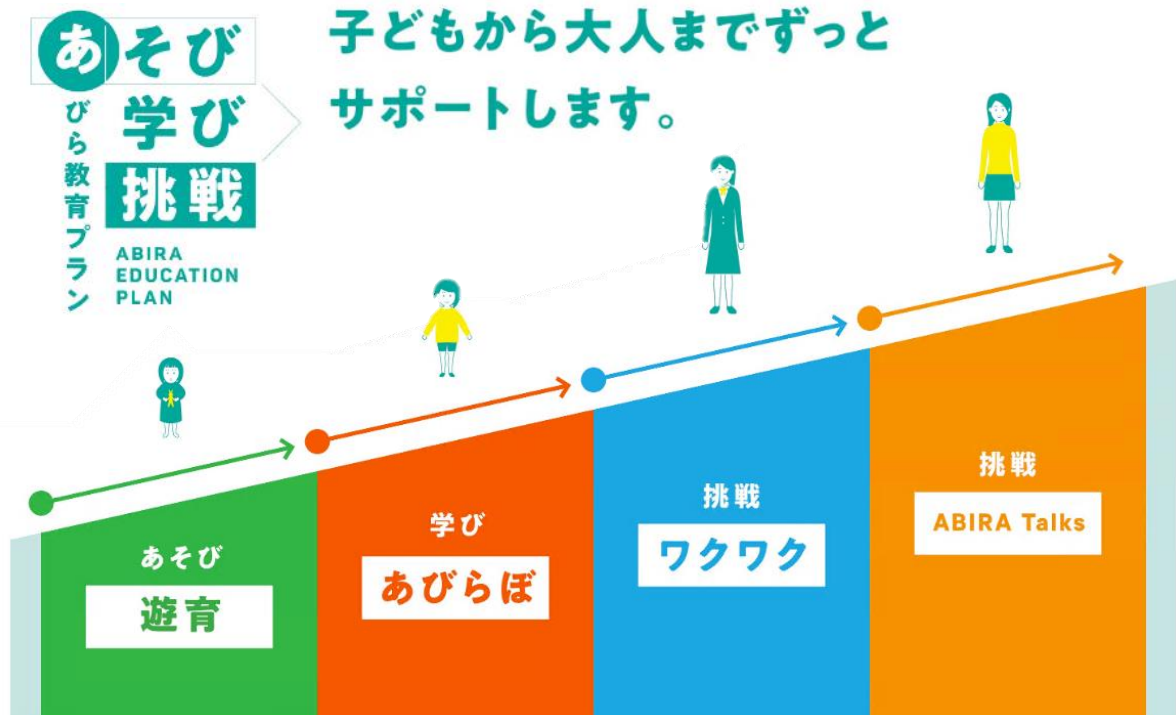 あそび
学び
挑戦
びら教育プラン
ABIRA
EDUCATION
PLAN
子どもから大人までずっと
サポートします。
あそび
遊育
学び
あびらぼ
挑戦
ワクワク
挑戦
ABIRA Talks